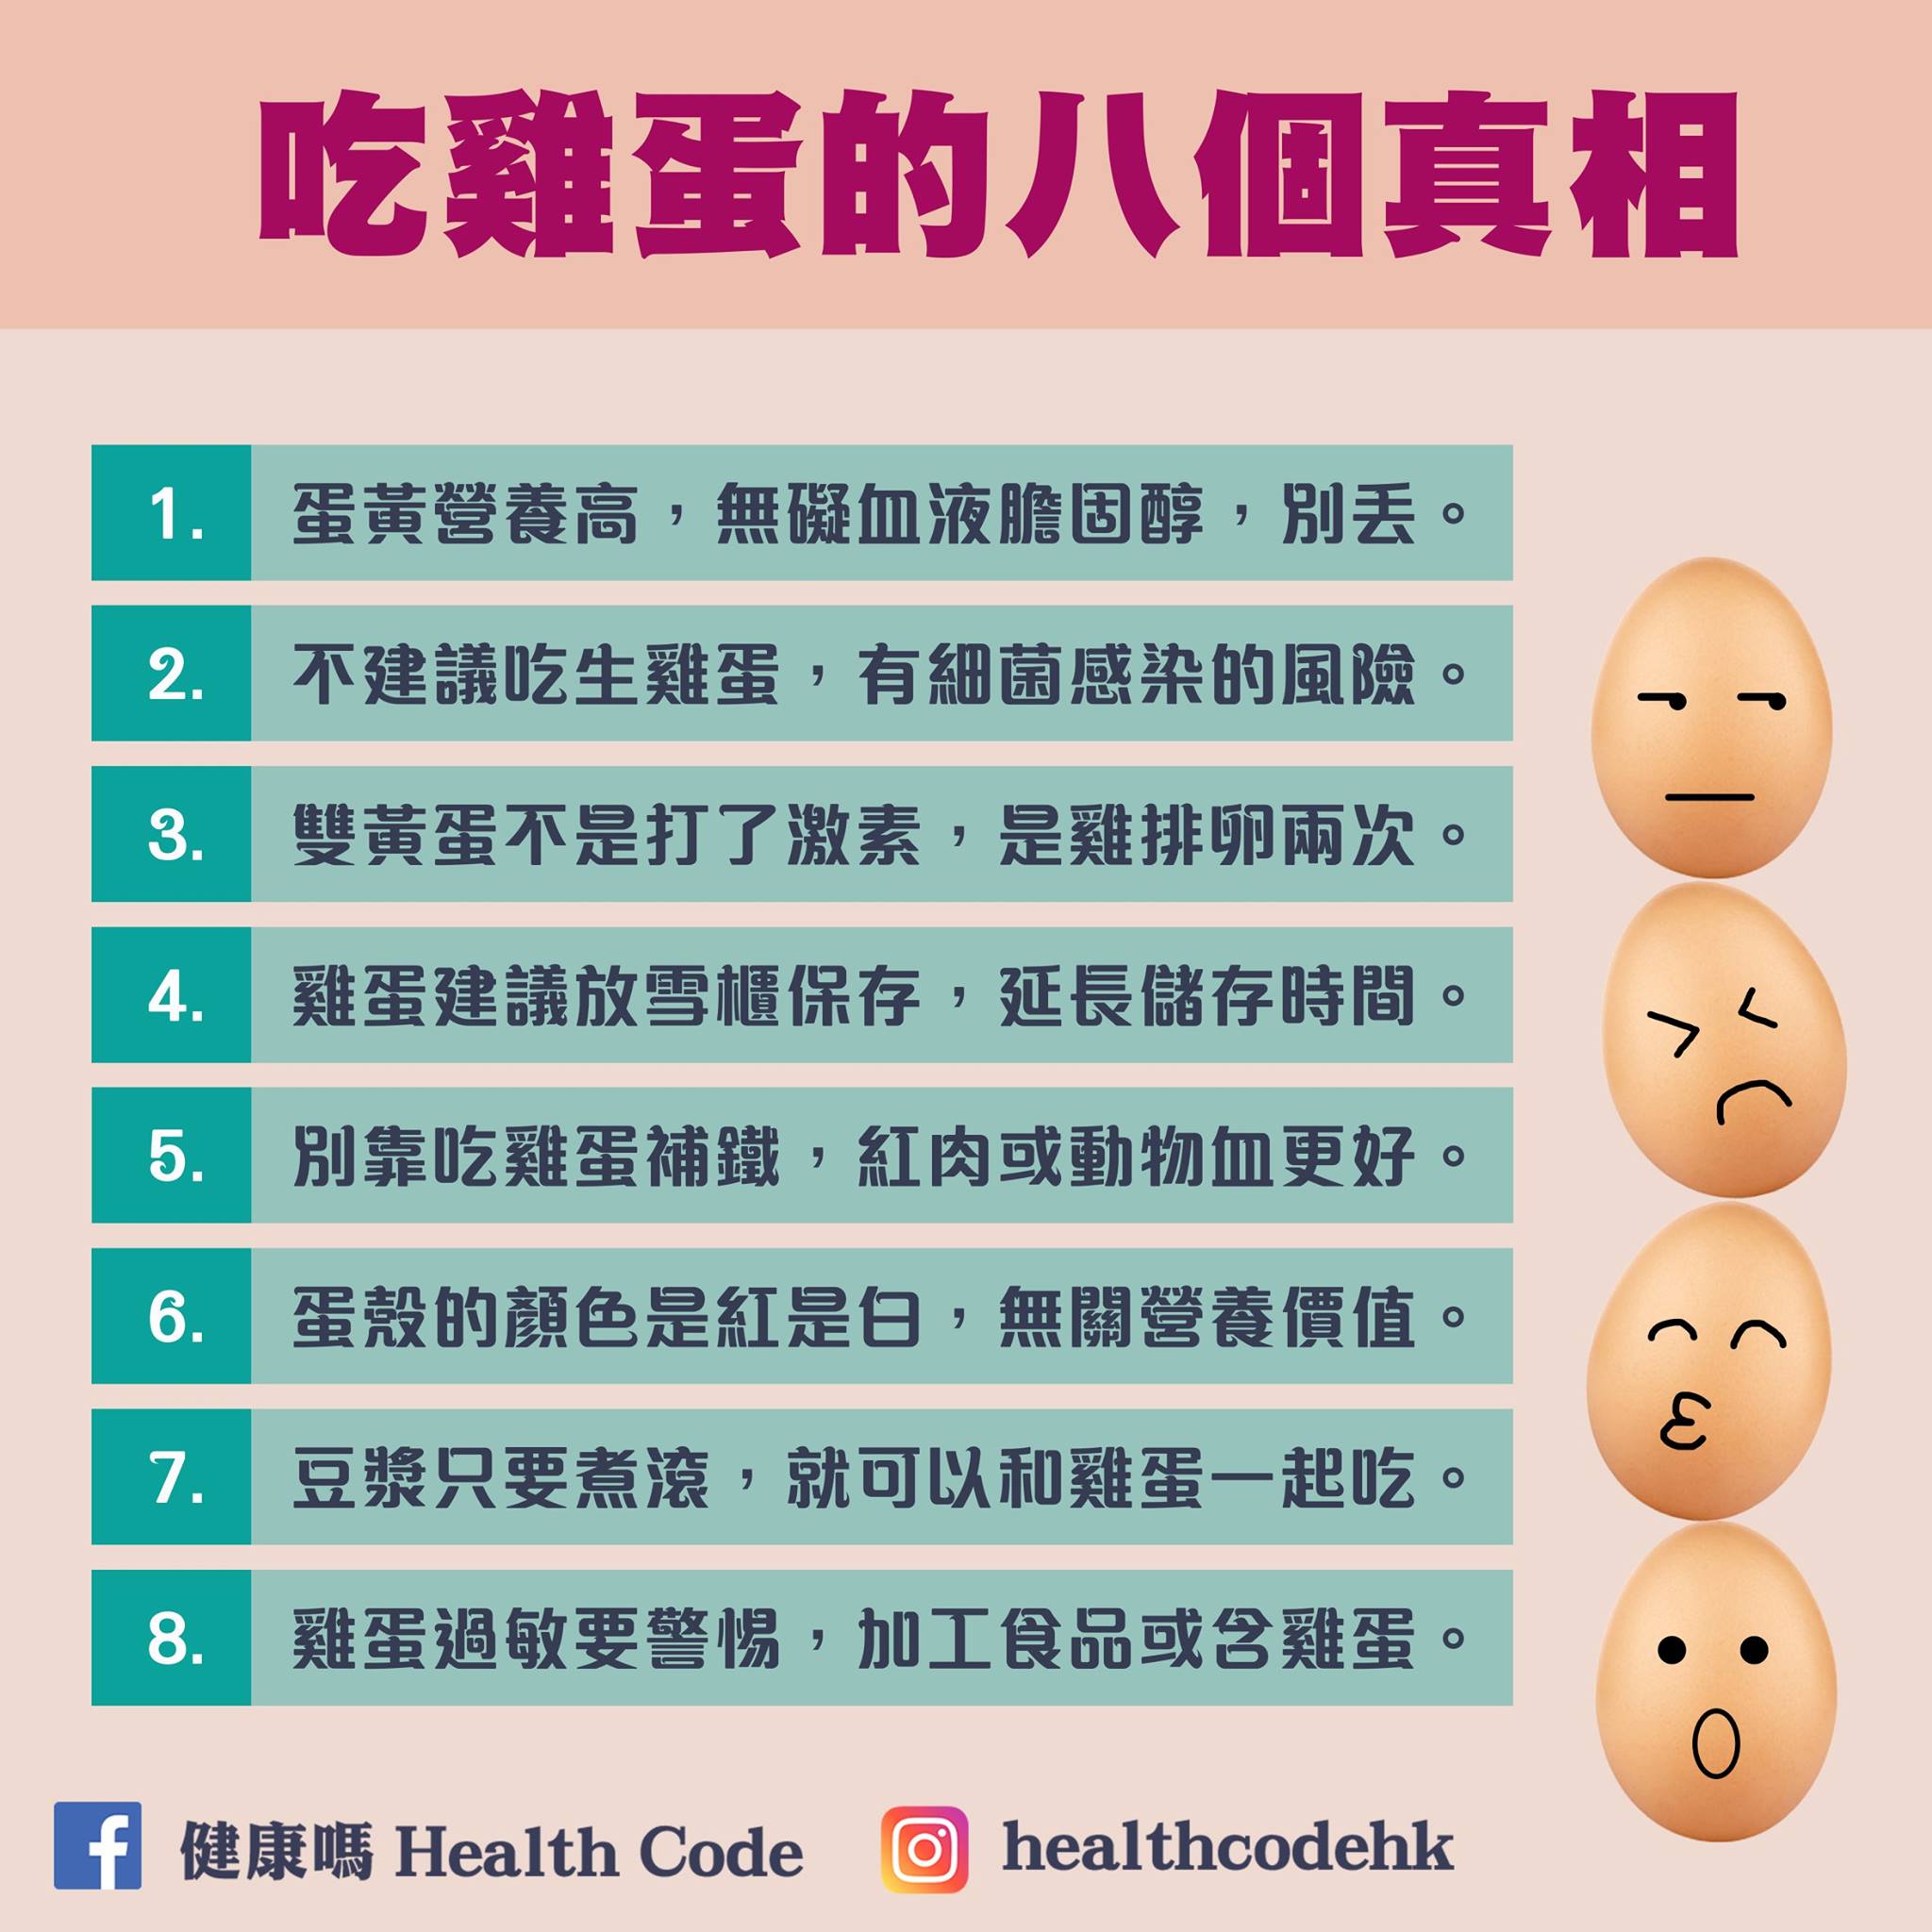 吃雞蛋的八個真相
1. 蛋黃營養高，無礙血液膽固醇，別丟。
2. 不建議吃生雞蛋，有細菌感染的風險。
3. 雙黃蛋不是打了激素，是雞排卵兩次。
4. 雞蛋建議放雪櫃保存，延長儲存時間。
5. 別靠吃雞蛋補鐵，紅肉或動物血更好。
6. 蛋殼的顏色是紅是白，無關營養價值。
7. 豆漿只要煮滾，就可以和雞蛋一起吃。
8. 雞蛋過敏要警惕，加工食品或含雞蛋。
健康嗎 Health Code healthcodehk